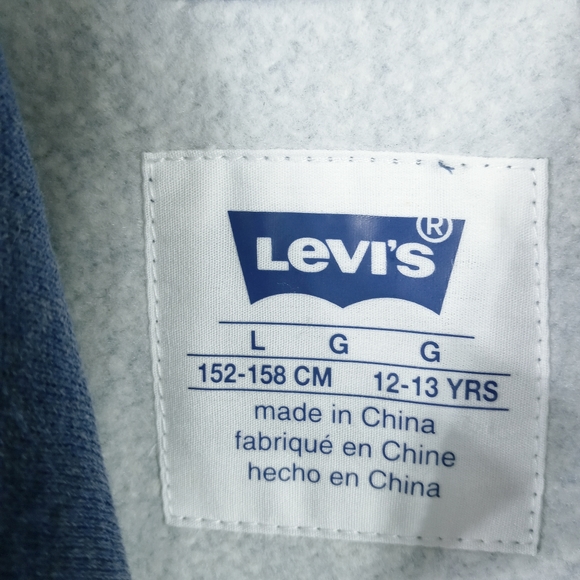 LEVI'S®
L G G
152-158 CM 12-13 YRS
made in China
fabriqué en Chine
hecho en China